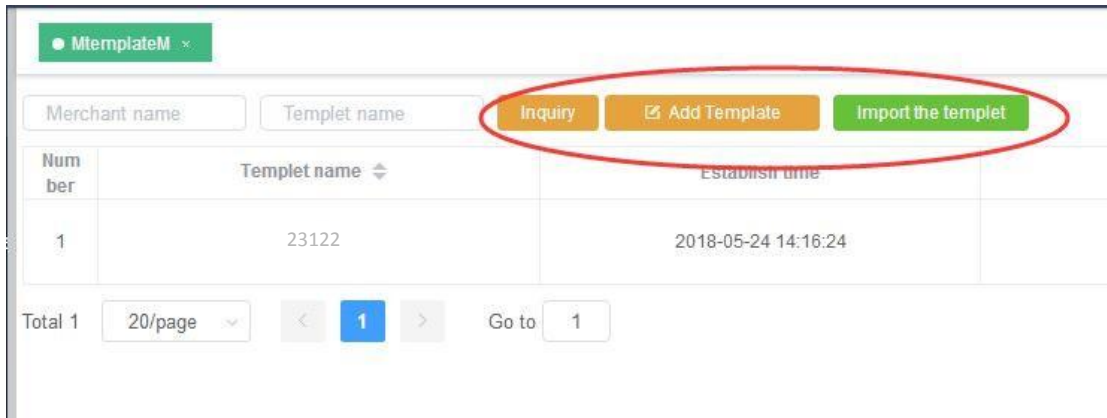 MtemplateM ×
Merchant name Templet name Inquiry Add Template Import the templet
Num
ber Templet name Establish time
1 23122 2018-05-24 14:16:24
Total 1 20/page < 1 > Go to 1